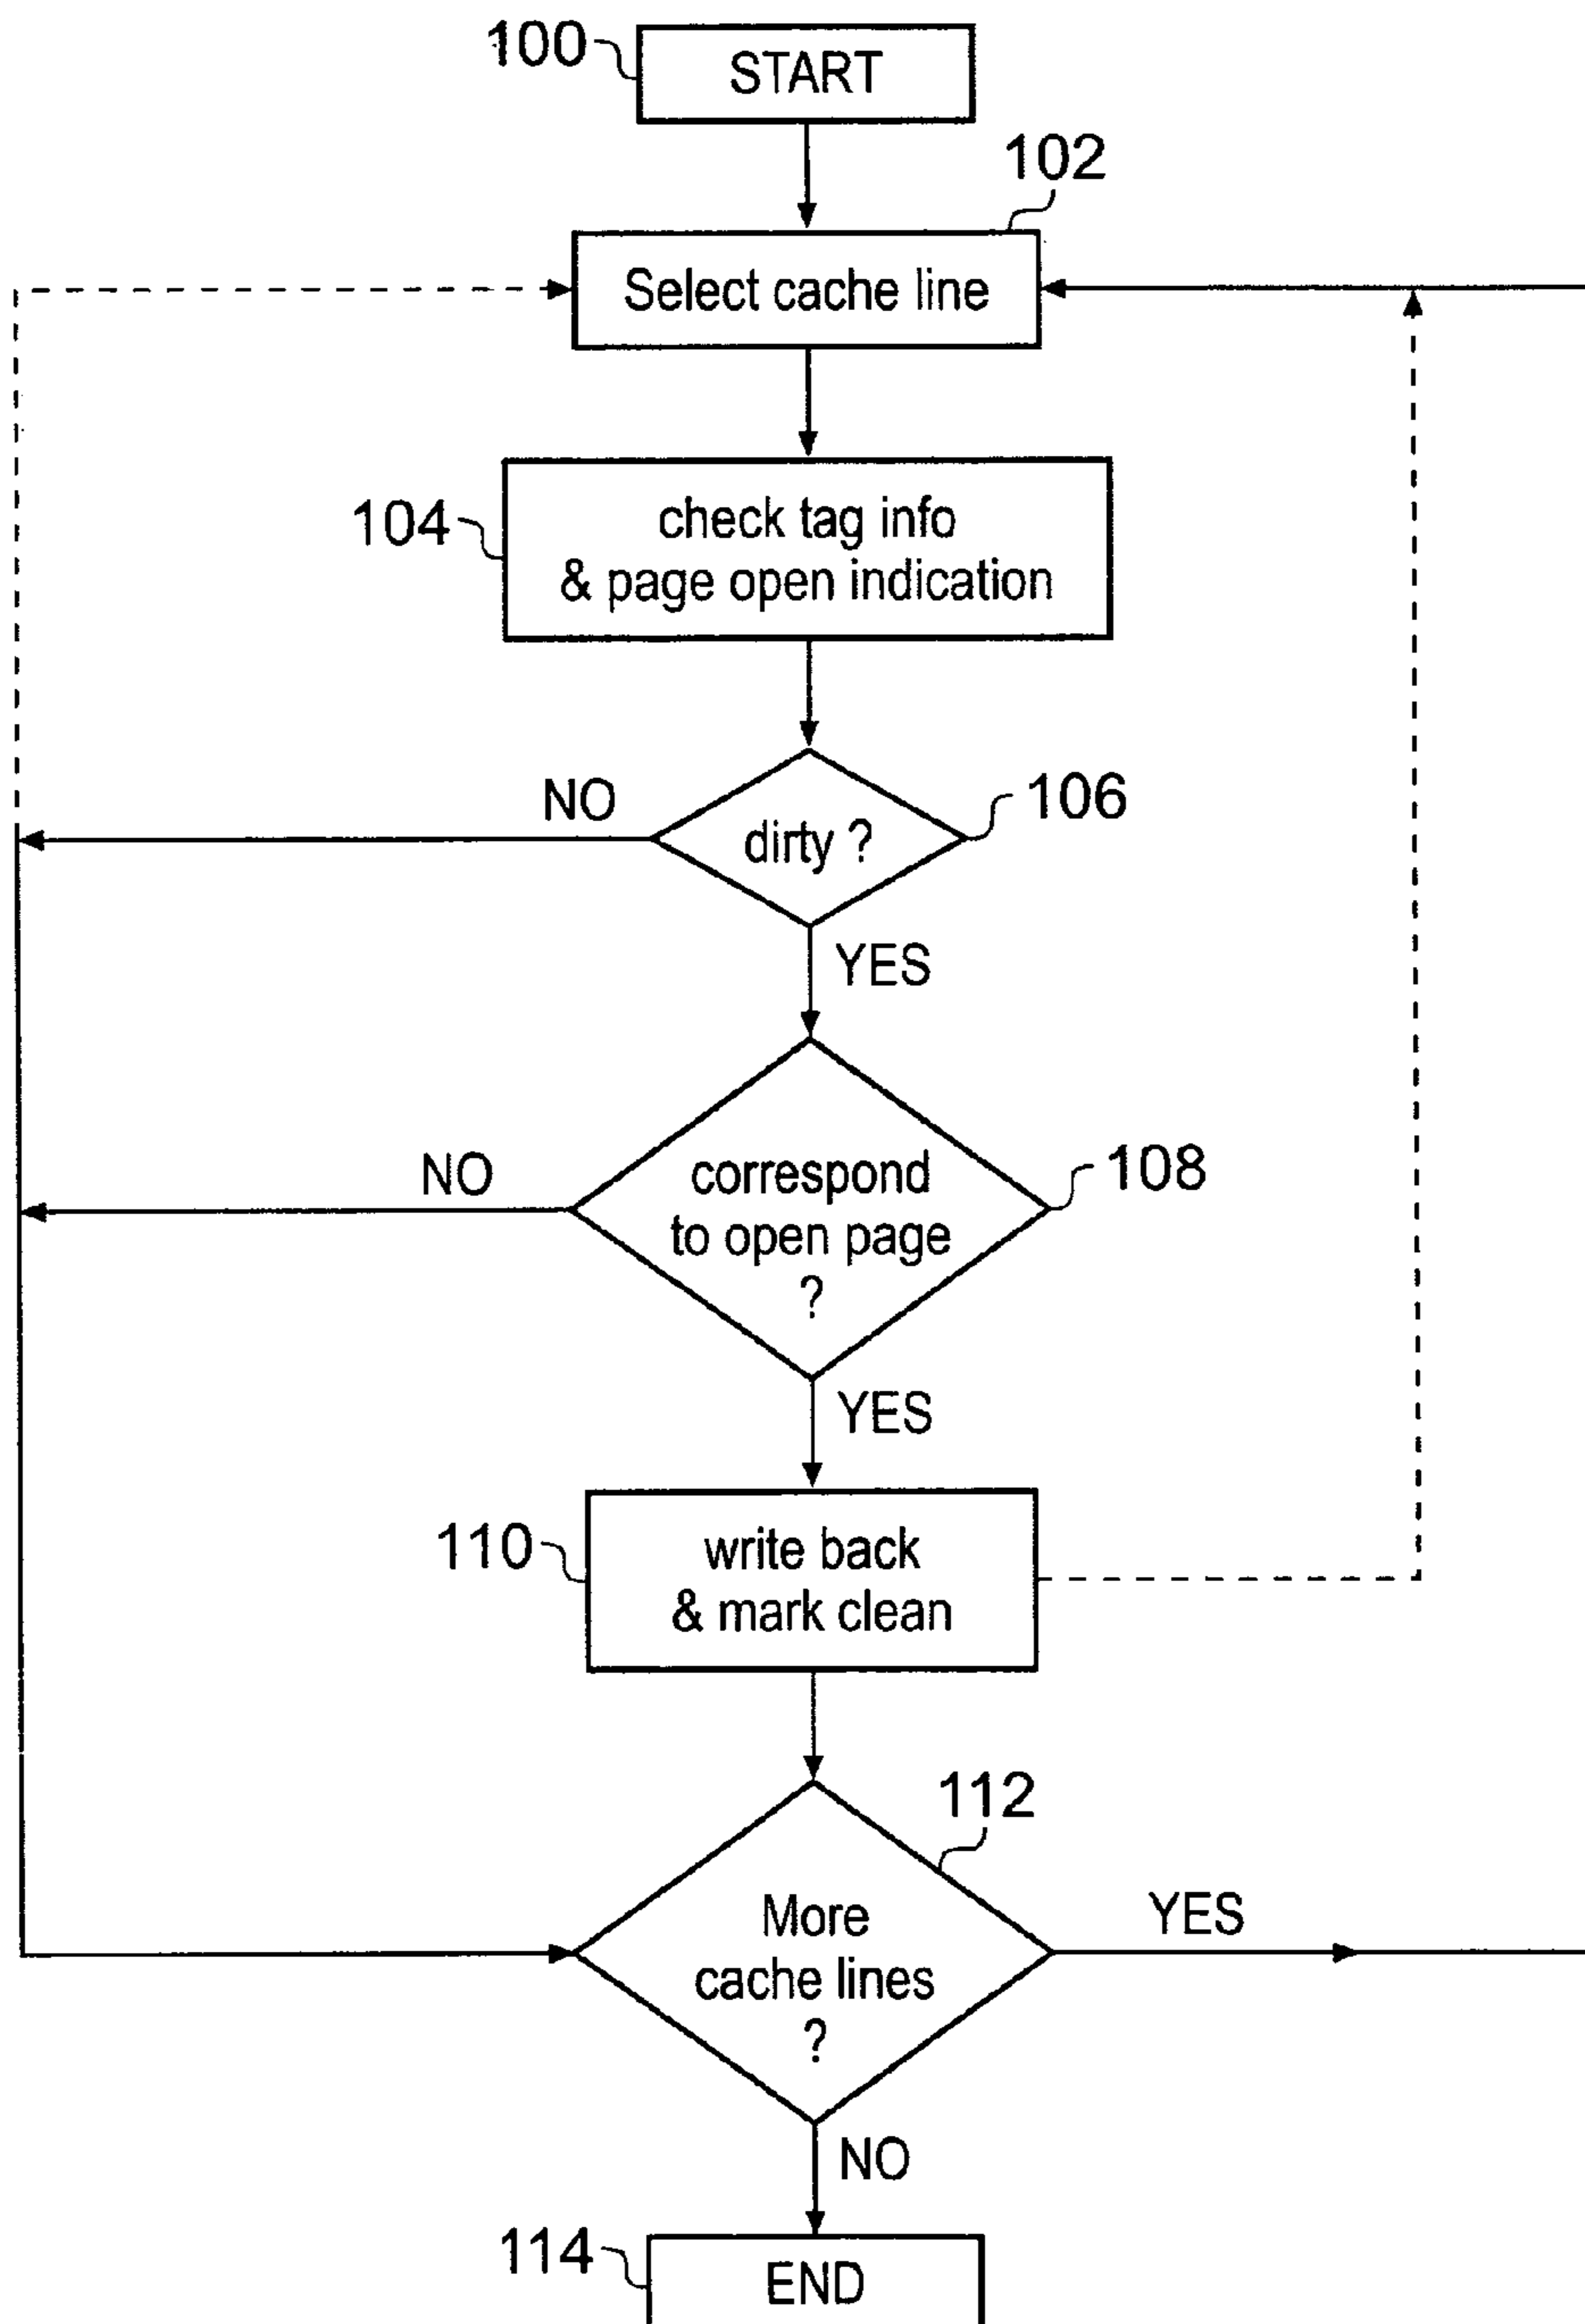 100
START
102
Select cache line
104
check tag info
& page open indication
NO
106
dirty ?
YES
NO
108
correspond
to open page
?
YES
110
write back
& mark clean
112
More
cache lines
?
YES
NO
114
END